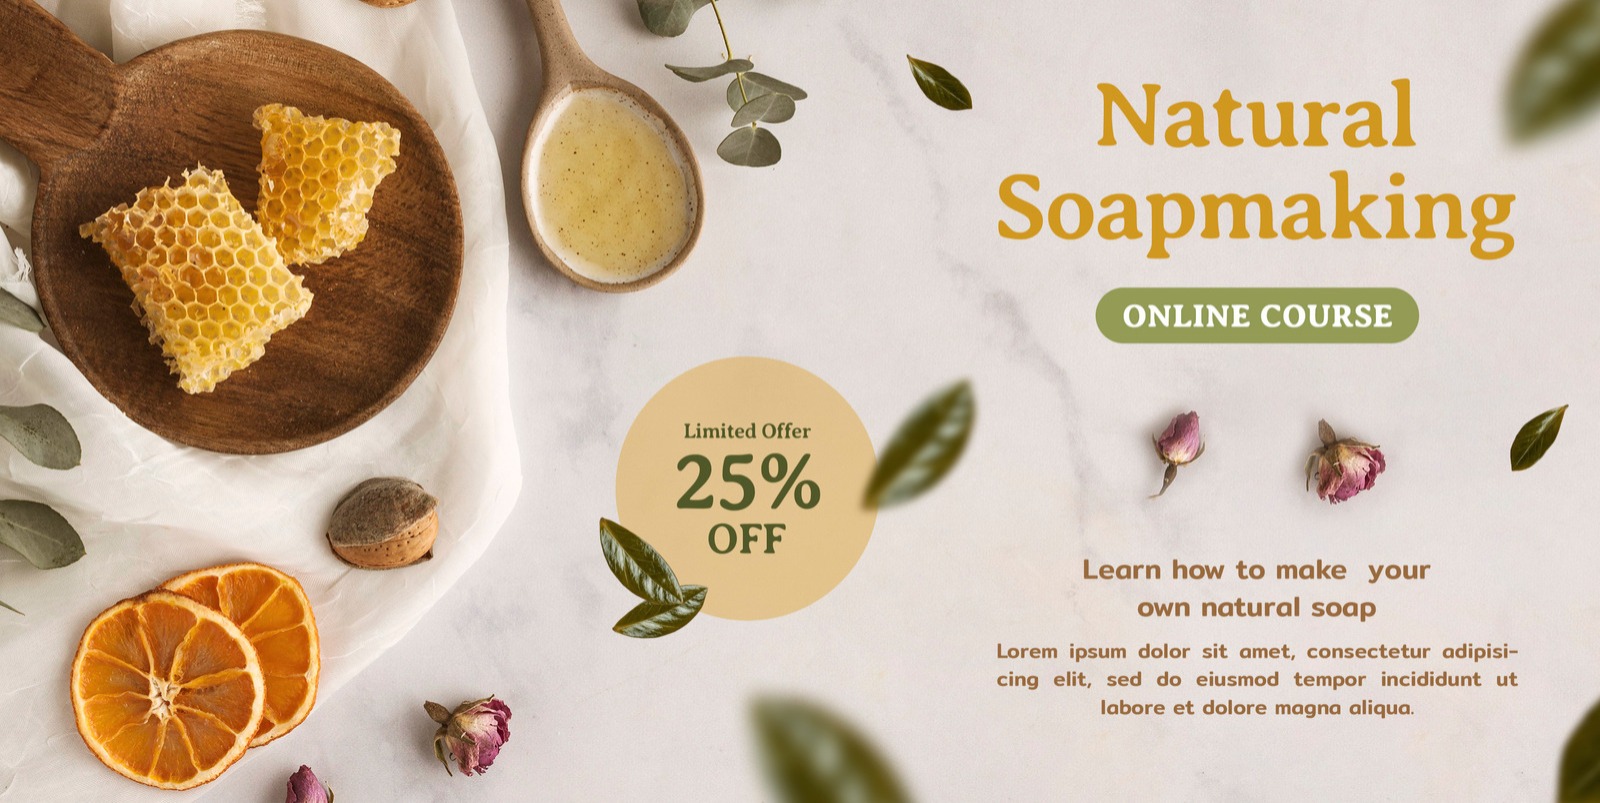 Natural
Soapmaking
ONLINE COURSE
Limited Offer
25%
OFF
Learn how to make  your
own natural soap
Lorem ipsum dolor sit amet, consectetur adipisi-
cing elit, sed do eiusmod tempor incididunt ut
labore et dolore magna aliqua.